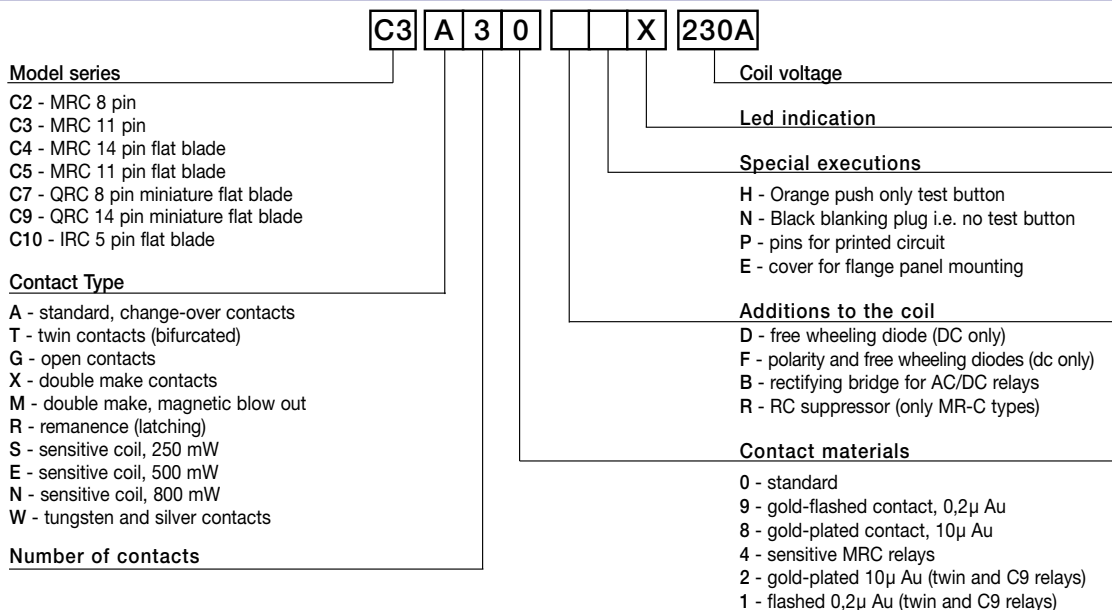 C3 A 3 0 X 230A
Model series
C2 - MRC 8 pin
C3 - MRC 11 pin
C4 - MRC 14 pin flat blade
C5 - MRC 11 pin flat blade
C7 - QRC 8 pin miniature flat blade
C9 - QRC 14 pin miniature flat blade
C10 - IRC 5 pin flat blade
Contact Type
A - standard, change-over contacts
T - twin contacts (bifurcated)
G - open contacts
X - double make contacts
M - double make, magnetic blow out
R - remanence (latching)
S - sensitive coil, 250 mW
E - sensitive coil, 500 mW
N - sensitive coil, 800 mW
W - tungsten and silver contacts
Number of contacts
Coil voltage
Led indication
Special executions
H - Orange push only test button
N - Black blanking plug i.e. no test button
P - pins for printed circuit
E - cover for flange panel mounting
Additions to the coil
D - free wheeling diode (DC only)
F - polarity and free wheeling diodes (dc only)
B - rectifying bridge for AC/DC relays
R - RC suppressor (only MR-C types)
Contact materials
0 - standard
9 - gold-flashed contact, 0,2µ Au
8 - gold-plated contact, 10µ Au
4 - sensitive MRC relays
2 - gold-plated 10µ Au (twin and C9 relays)
1 - flashed 0,2µ Au (twin and C9 relays)